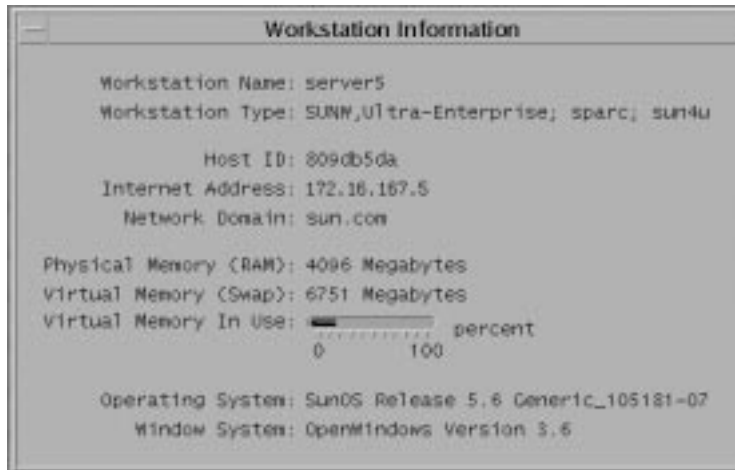 Workstation Information
Workstation Name: server5
Workstation Type: SUNW,Ultra-Enterprise; sparc; sun4u
Host ID: 809db5da
Internet Address: 172.16.167.5
Network Domain: sun.com
Physical Memory (RAM): 4096 Megabytes
Virtual Memory (Swap): 6751 Megabytes
Virtual Memory In Use: percent
0 100
Operating System: SunOS Release 5.6 Generic_105181-07
Window System: OpenWindows Version 3.6